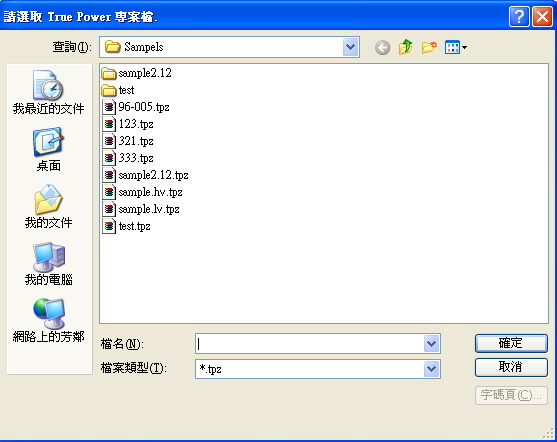 請選取 True Power 專案檔.
查詢(I):
Sampels
我最近的文件
桌面
我的文件
我的電腦
網路上的芳鄰
sample2.12
test
96-005.tpz
123.tpz
321.tpz
333.tpz
sample2.12.tpz
sample.hv.tpz
sample.lv.tpz
test.tpz
檔名(N):
確定
檔案類型(T):
*.tpz
取消
字碼頁(C)...